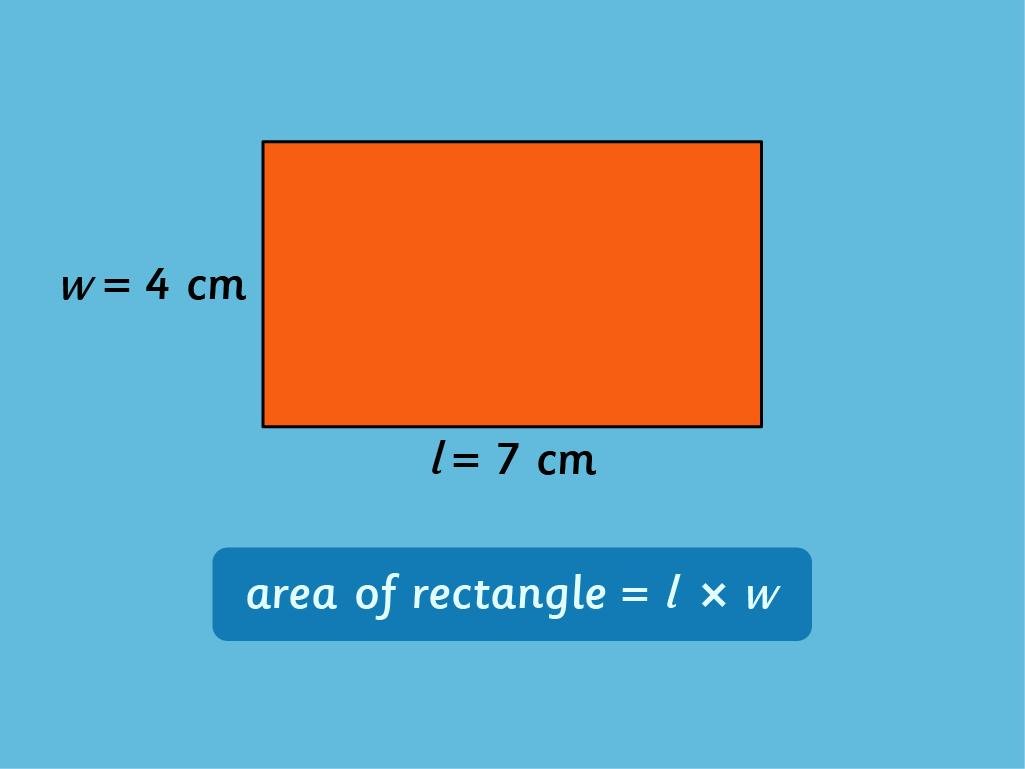 w = 4 cm
l = 7 cm
area of rectangle = l × w